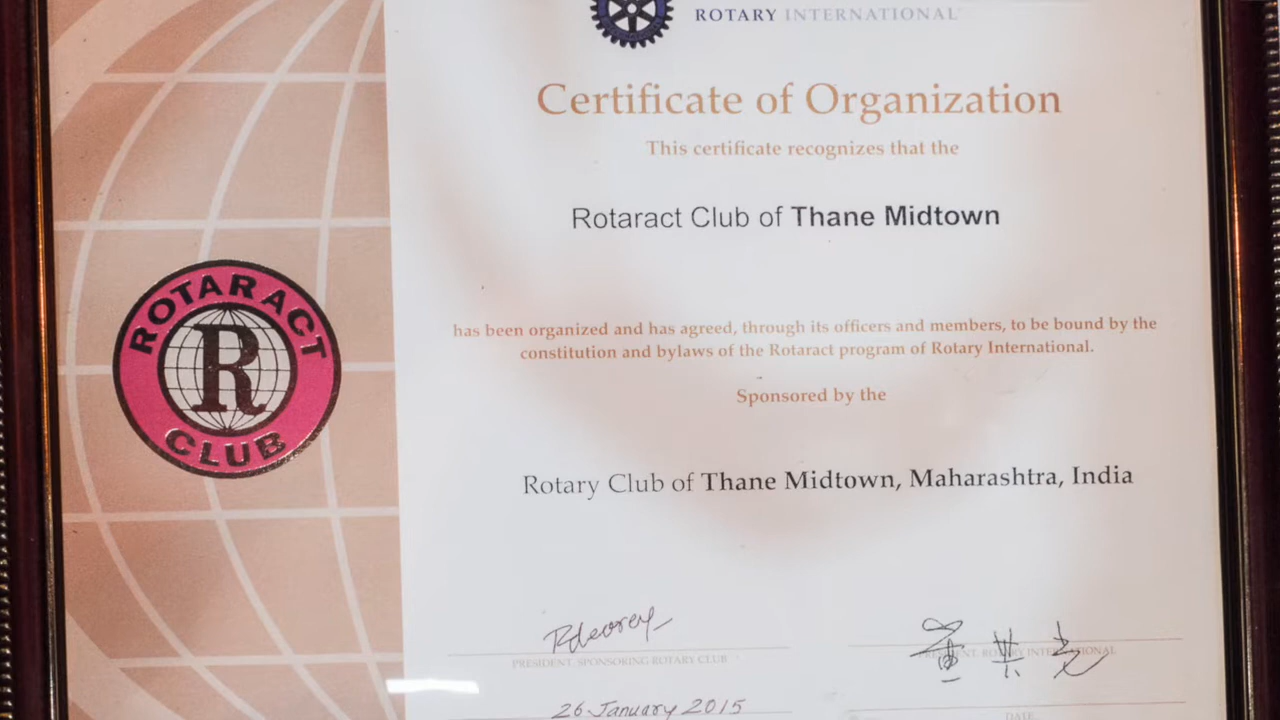 ROTARY INTERNATIONAL
Certificate of Organization
This certificate recognizes that the
Rotaract Club of Thane Midtown
has been organized and has agreed, through its officers and members, to be bound by the
constitution and bylaws of the Rotaract program of Rotary International.
Sponsored by the
Rotary Club of Thane Midtown, Maharashtra, India
ROTARACT
R
CLUB
PRESIDENT, SPONSORING ROTARY CLUB
PRESIDENT, ROTARY INTERNATIONAL
26 January 2015
DATE